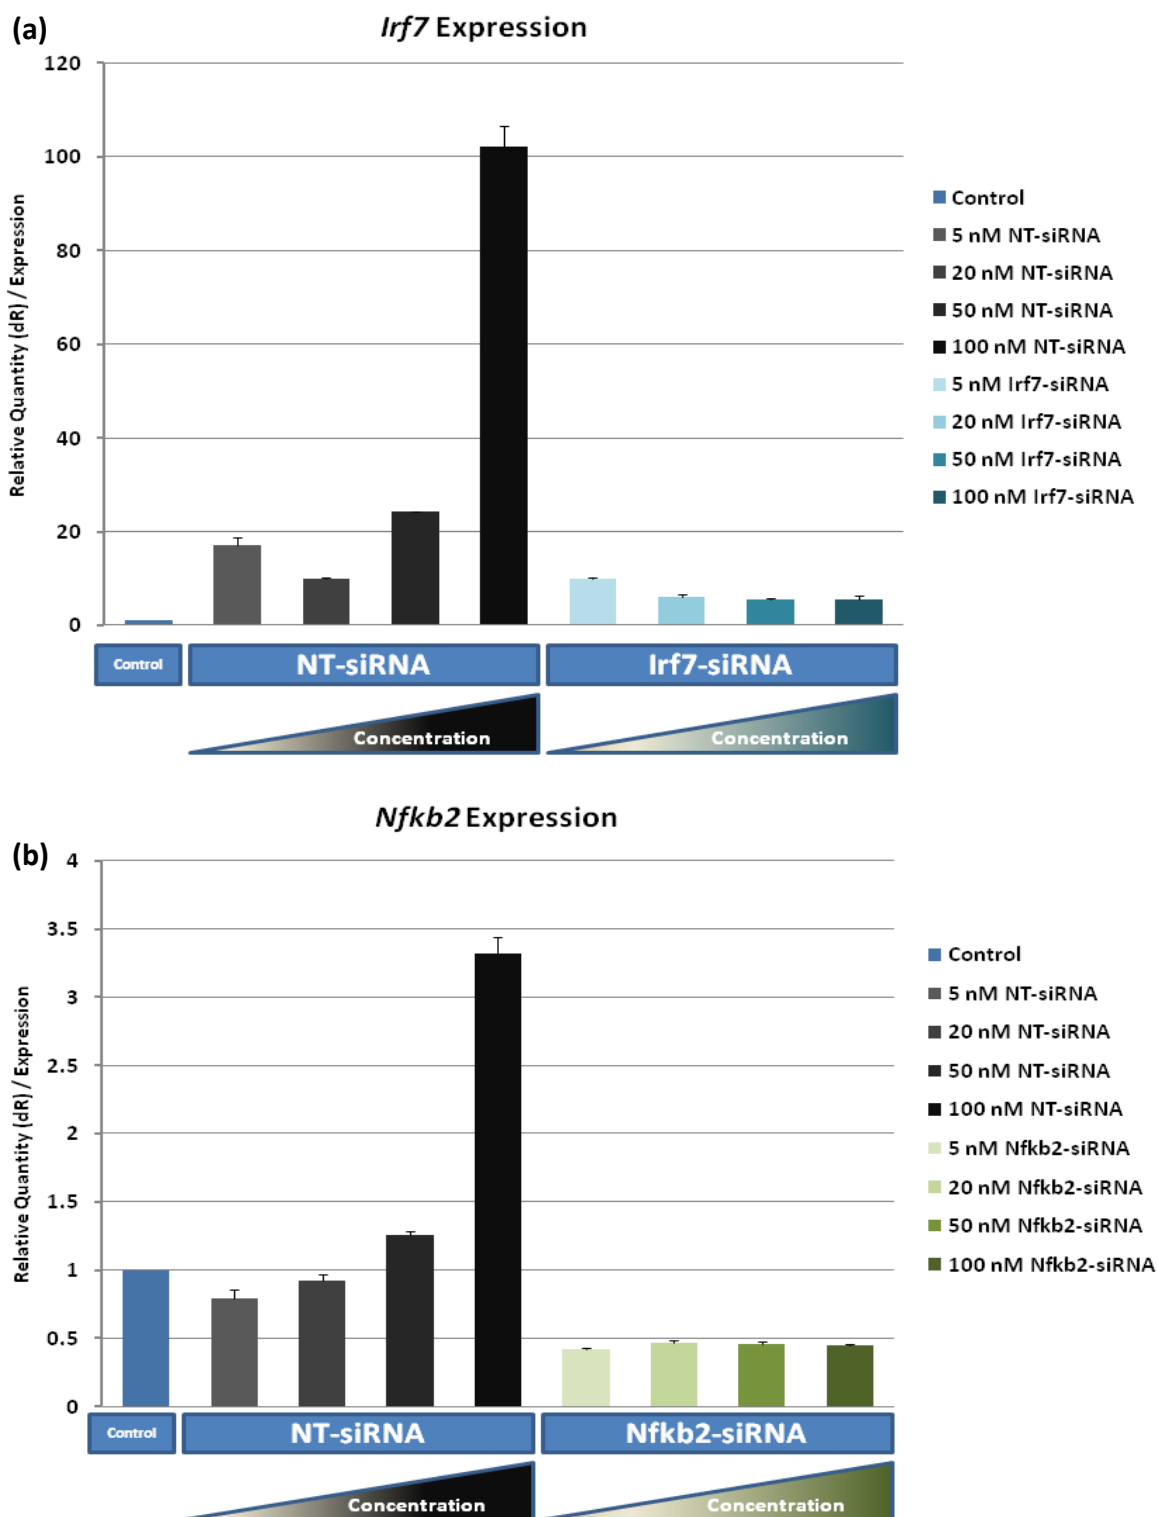 (a)
Irf7 Expression
120
100
80
60
40
20
0
Relative Quantity (dR) / Expression
Control
5 nM NT-siRNA
20 nM NT-siRNA
50 nM NT-siRNA
100 nM NT-siRNA
5 nM Irf7-siRNA
20 nM Irf7-siRNA
50 nM Irf7-siRNA
100 nM Irf7-siRNA
Control NT-siRNA Irf7-siRNA
Concentration Concentration
Nfkb2 Expression
(b)
4
3.5
3
2.5
2
1.5
1
0.5
0
Relative Quantity (dR) / Expression
Control
5 nM NT-siRNA
20 nM NT-siRNA
50 nM NT-siRNA
100 nM NT-siRNA
5 nM Nfkb2-siRNA
20 nM Nfkb2-siRNA
50 nM Nfkb2-siRNA
100 nM Nfkb2-siRNA
Control NT-siRNA Nfkb2-siRNA
Concentration Concentration